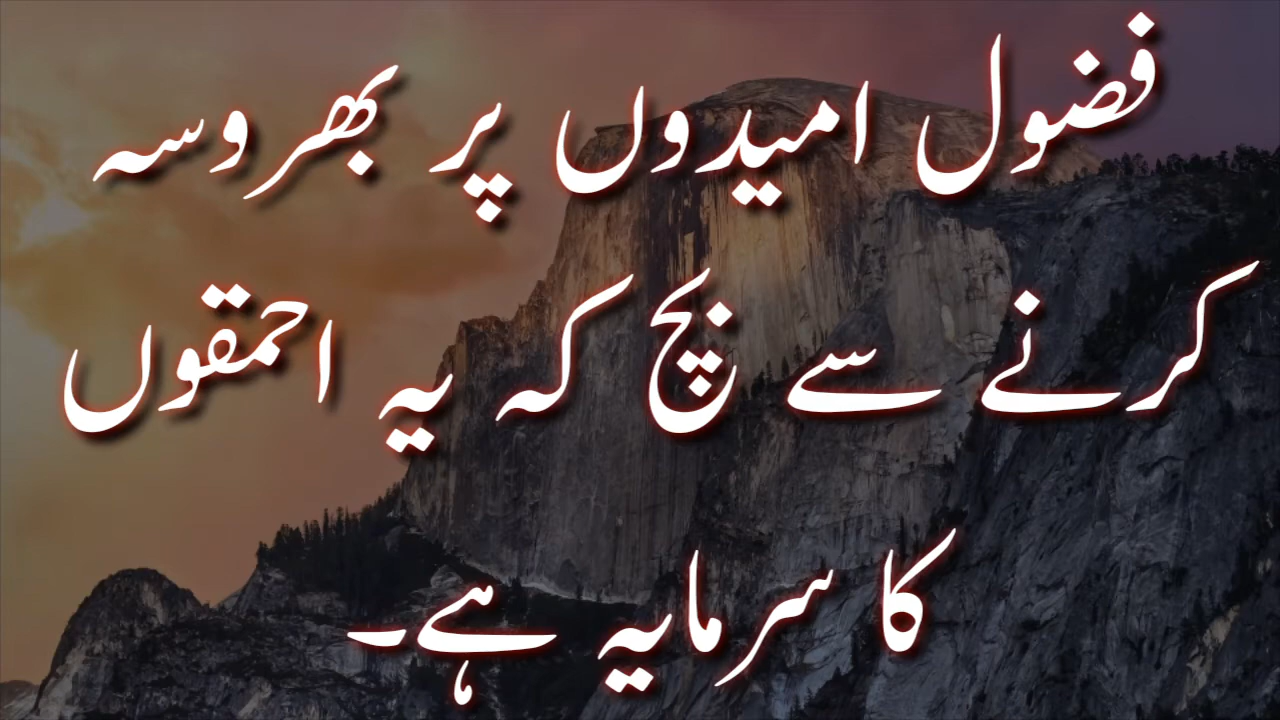 فضول امیدوں پر بھروسہ
کرنے سے بچ کہ یہ احمقوں
کا سرمایہ ہے۔